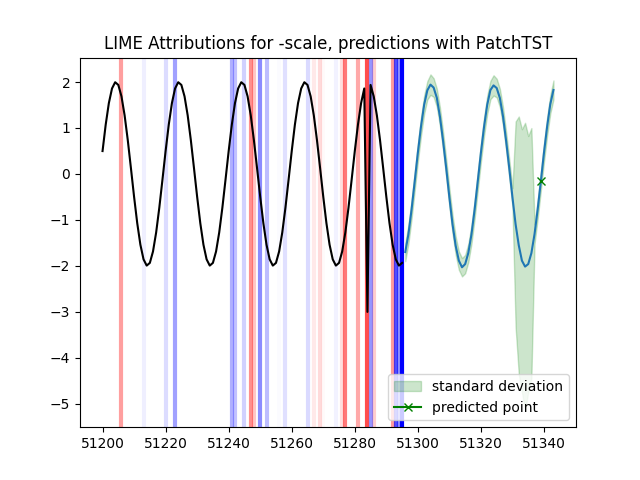 LIME Attributions for -scale, predictions with PatchTST
2
1
0
−1
−2
−3
−4
−5
standard deviation
predicted point
51200 51220 51240 51260 51280 51300 51320 51340